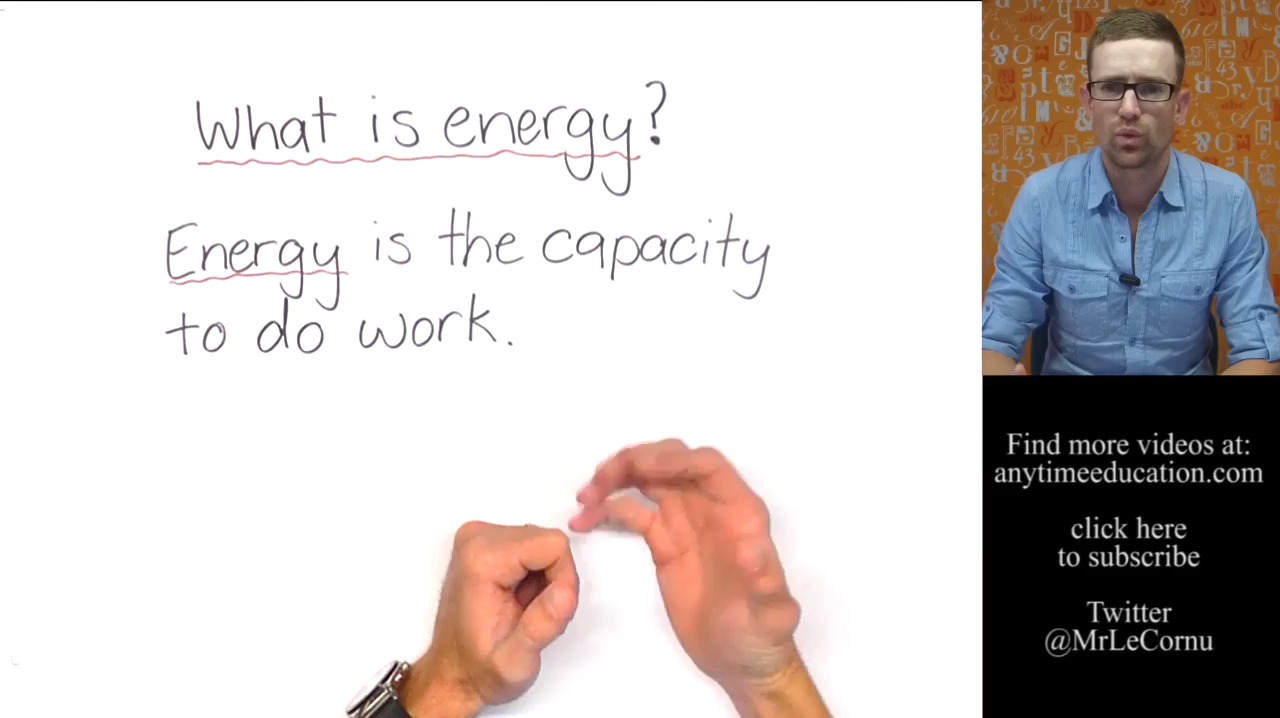 What is energy?
Energy is the capacity
to do work.
Find more videos at:
anytimeeducation.com
click here
to subscribe
Twitter
@MrLeCornu